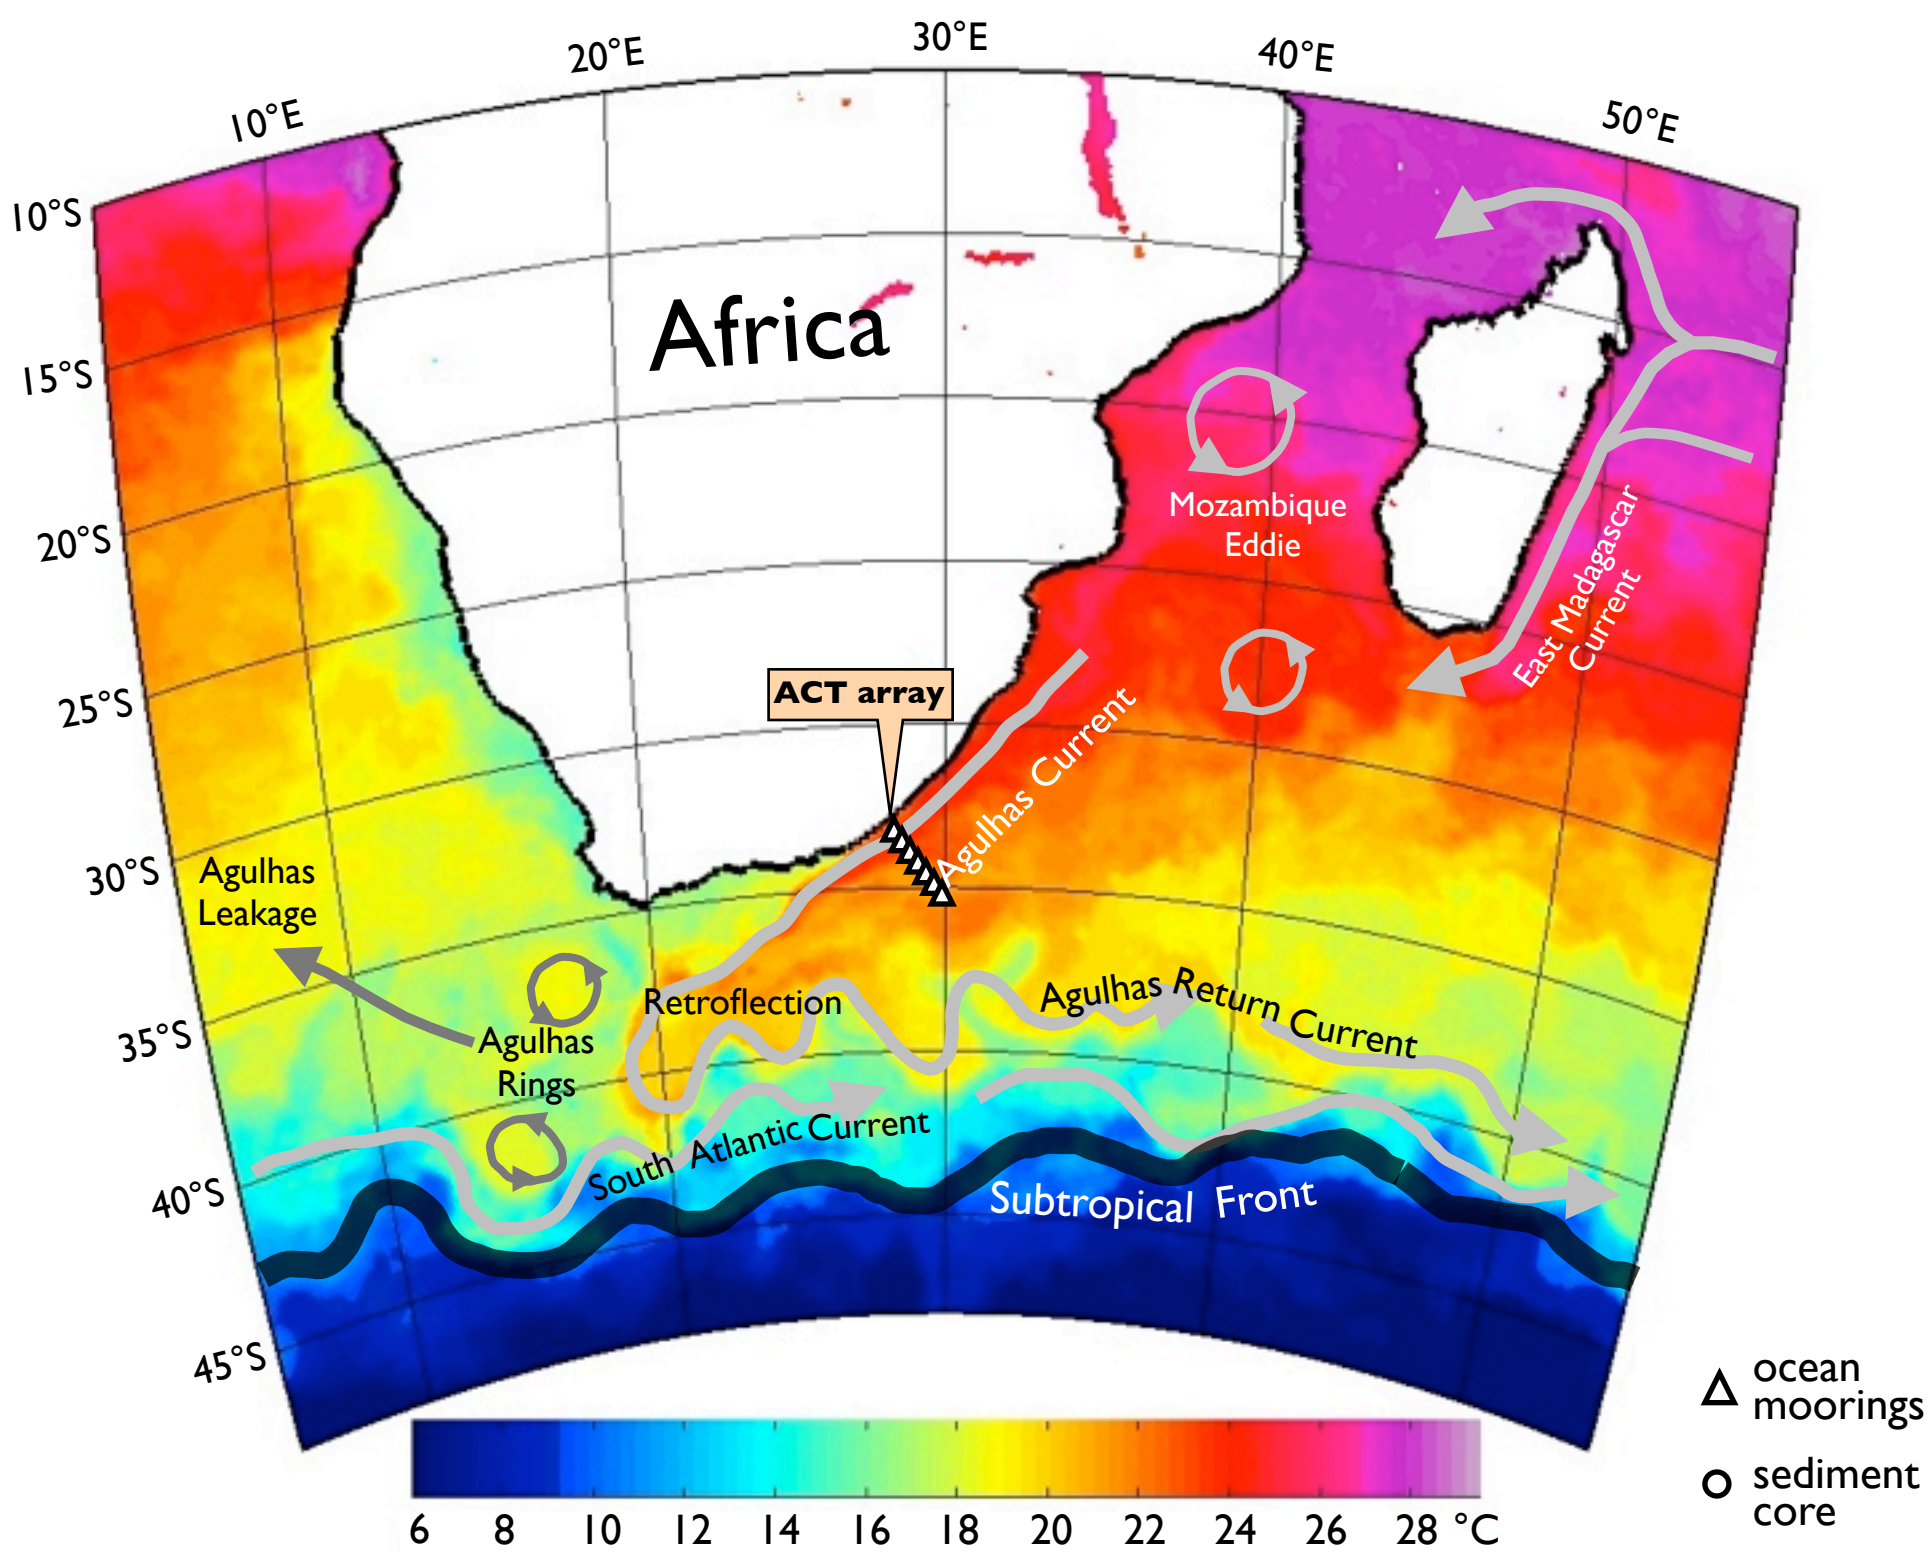 10°E
20°E
30°E
40°E
50°E
10°S
15°S
20°S
25°S
30°S
35°S
40°S
45°S
Africa
Mozambique
Eddie
East Madagascar
Current
ACT array
Agulhas Current
Agulhas
Leakage
Retroflection
Agulhas Return Current
Agulhas
Rings
South Atlantic Current
Subtropical Front
ocean
moorings
sediment
core
6 8 10 12 14 16 18 20 22 24 26 28 °C